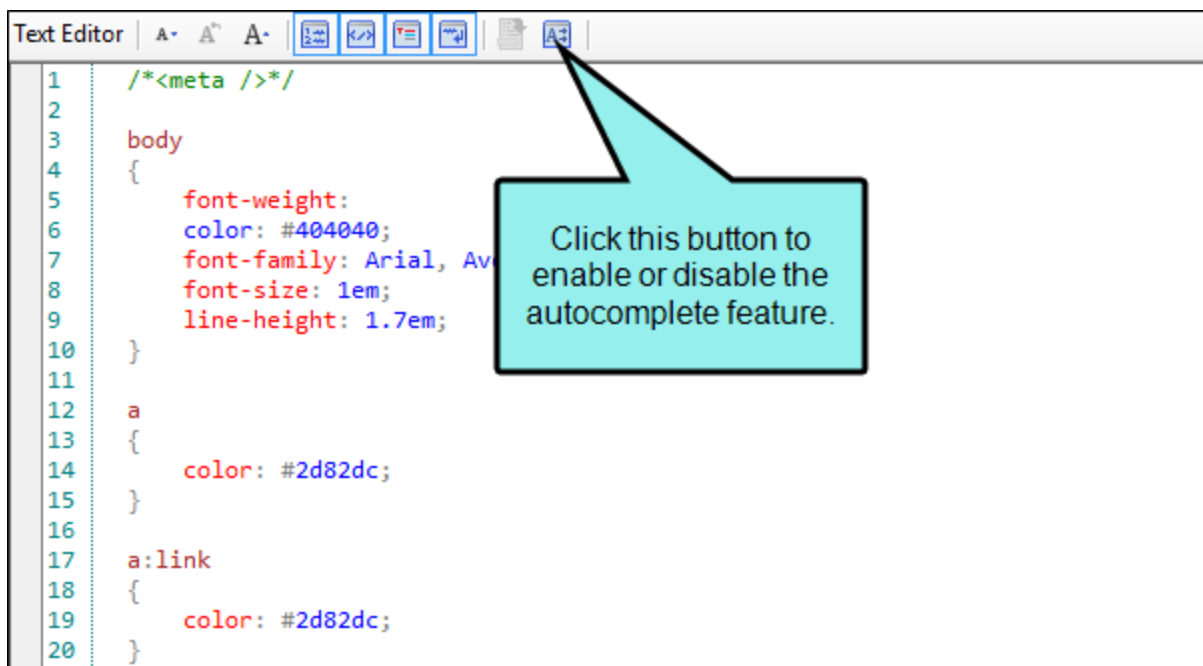 Text Editor
1 /*<meta />*/
2
3 body
4 {
5 font-weight:
6 color: #404040;
7 font-family: Arial,
8 font-size: 1em;
9 line-height: 1.7em;
10 }
11
12 a
13 {
14 color: #2d82dc;
15 }
16
17 a:link
18 {
19 color: #2d82dc;
20 }
Click this button to
enable or disable the
autocomplete feature.